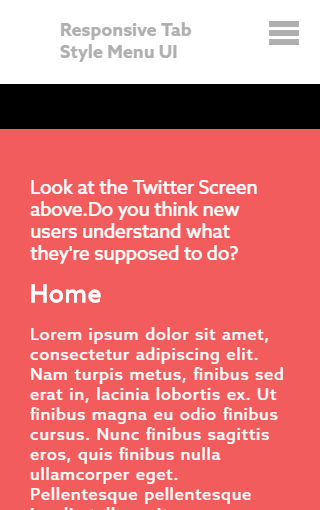 Responsive Tab
Style Menu UI
Look at the Twitter Screen
above.Do you think new
users understand what
they're supposed to do?
Home
Lorem ipsum dolor sit amet,
consectetur adipiscing elit.
Nam turpis metus, finibus sed
erat in, lacinia lobortis ex. Ut
finibus magna eu odio finibus
cursus. Nunc finibus sagittis
eros, quis finibus nulla
ullamcorper eget.
Pellentesque pellentesque